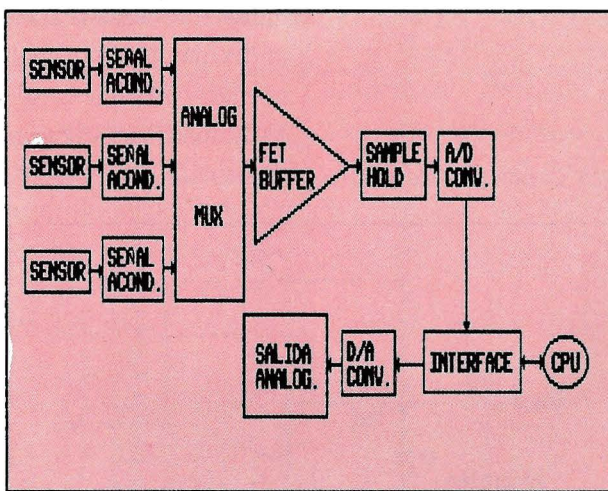 SENSOR
SEÑAL
ACOND.
SENSOR
SEÑAL
ACOND.
SENSOR
SEÑAL
ACOND.
ANALOG
MUX
FET
BUFFER
SAMPLE
HOLD
A/D
CONV.
SALIDA
ANALOG.
D/A
CONV.
INTERFACE
CPU